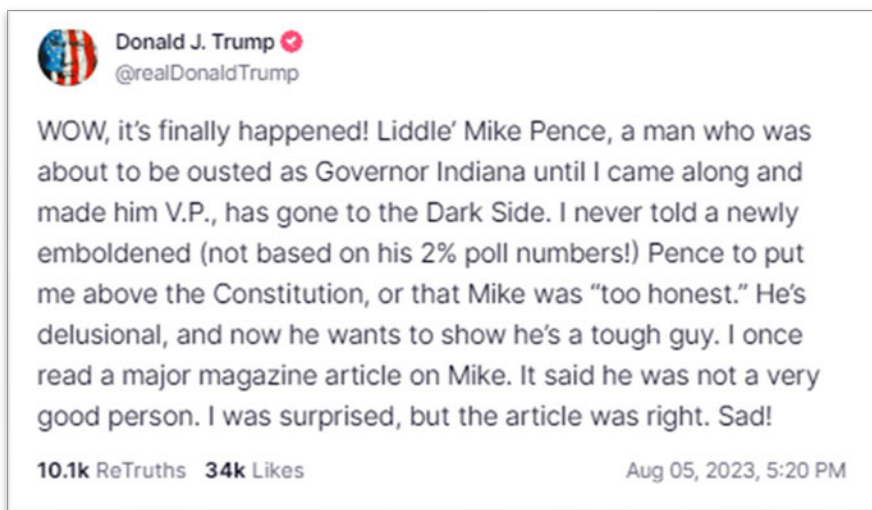 Donald J. Trump
@realDonaldTrump
WOW, it’s finally happened! Liddle’ Mike Pence, a man who was
about to be ousted as Governor Indiana until I came along and
made him V.P., has gone to the Dark Side. I never told a newly
emboldened (not based on his 2% poll numbers!) Pence to put
me above the Constitution, or that Mike was “too honest.” He’s
delusional, and now he wants to show he’s a tough guy. I once
read a major magazine article on Mike. It said he was not a very
good person. I was surprised, but the article was right. Sad!
10.1k ReTruths 34k Likes Aug 05, 2023, 5:20 PM